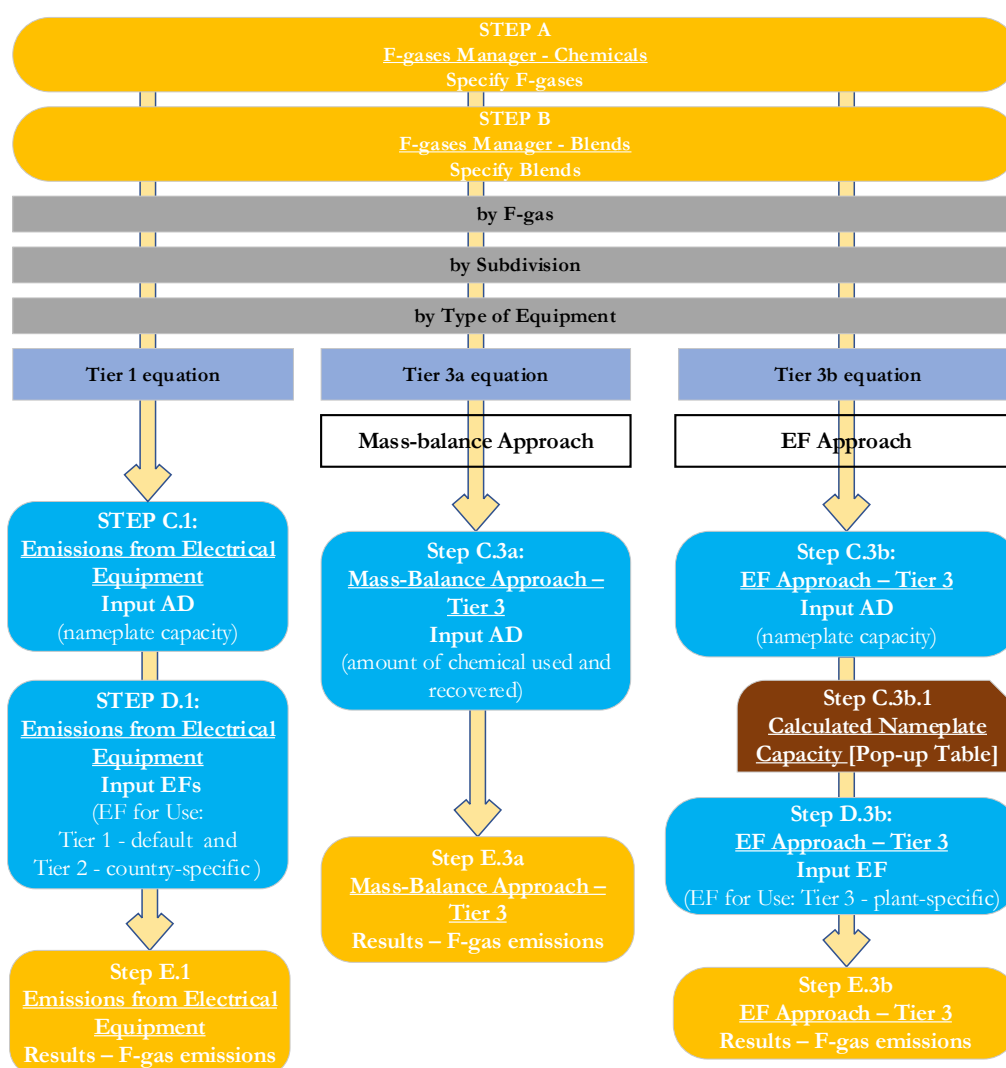 STEP A
F-gases Manager - Chemicals
Specify F-gases
STEP B
F-gases Manager - Blends
Specify Blends
by F-gas
by Subdivision
by Type of Equipment
Tier 1 equation
Tier 3a equation
Tier 3b equation
Mass-balance Approach
EF Approach
STEP C.1:
Emissions from Electrical
Equipment
Input AD
(nameplate capacity)
Step C.3a:
Mass-Balance Approach –
Tier 3
Input AD
(amount of chemical used and
recovered)
Step C.3b:
EF Approach – Tier 3
Input AD
(nameplate capacity)
Step C.3b.1
Calculated Nameplate
Capacity [Pop-up Table]
STEP D.1:
Emissions from Electrical
Equipment
Input EFs
(EF for Use:
Tier 1 - default and
Tier 2 - country-specific )
Step D.3b:
EF Approach – Tier 3
Input EF
(EF for Use: Tier 3 - plant-specific)
Step E.3a
Mass-Balance Approach –
Tier 3
Results – F-gas emissions
Step E.1
Emissions from Electrical
Equipment
Results – F-gas emissions
Step E.3b
EF Approach – Tier 3
Results – F-gas emissions